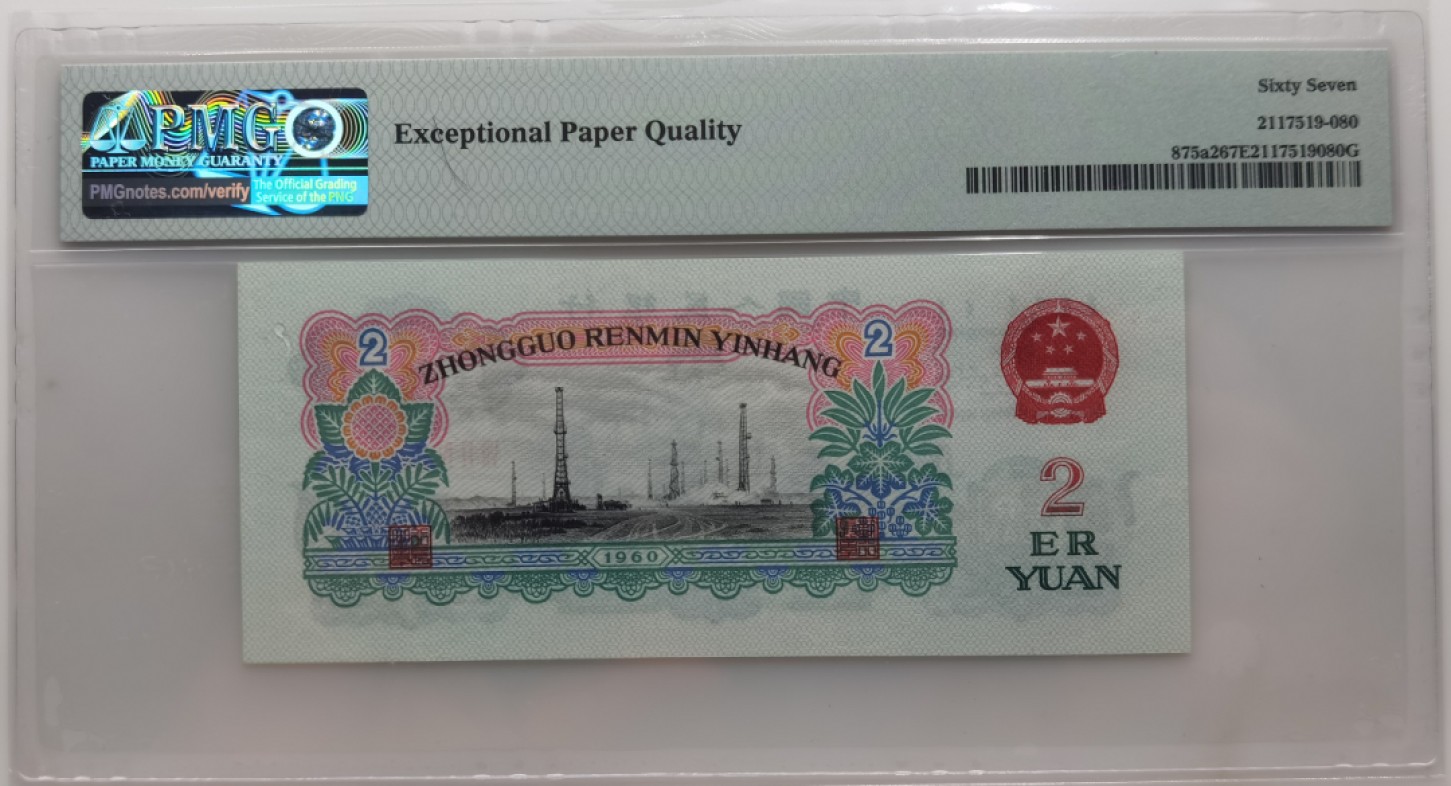 PMG
PAPER MONEY GUARANTY
PMGnotes.com/verify
The Official Grading
Service of the PNG
Exceptional Paper Quality
Sixty Seven
2117519-080
875a267E2117519080G
2
ZHONGGUO RENMIN YINHANG
2
1960
2
ER
YUAN